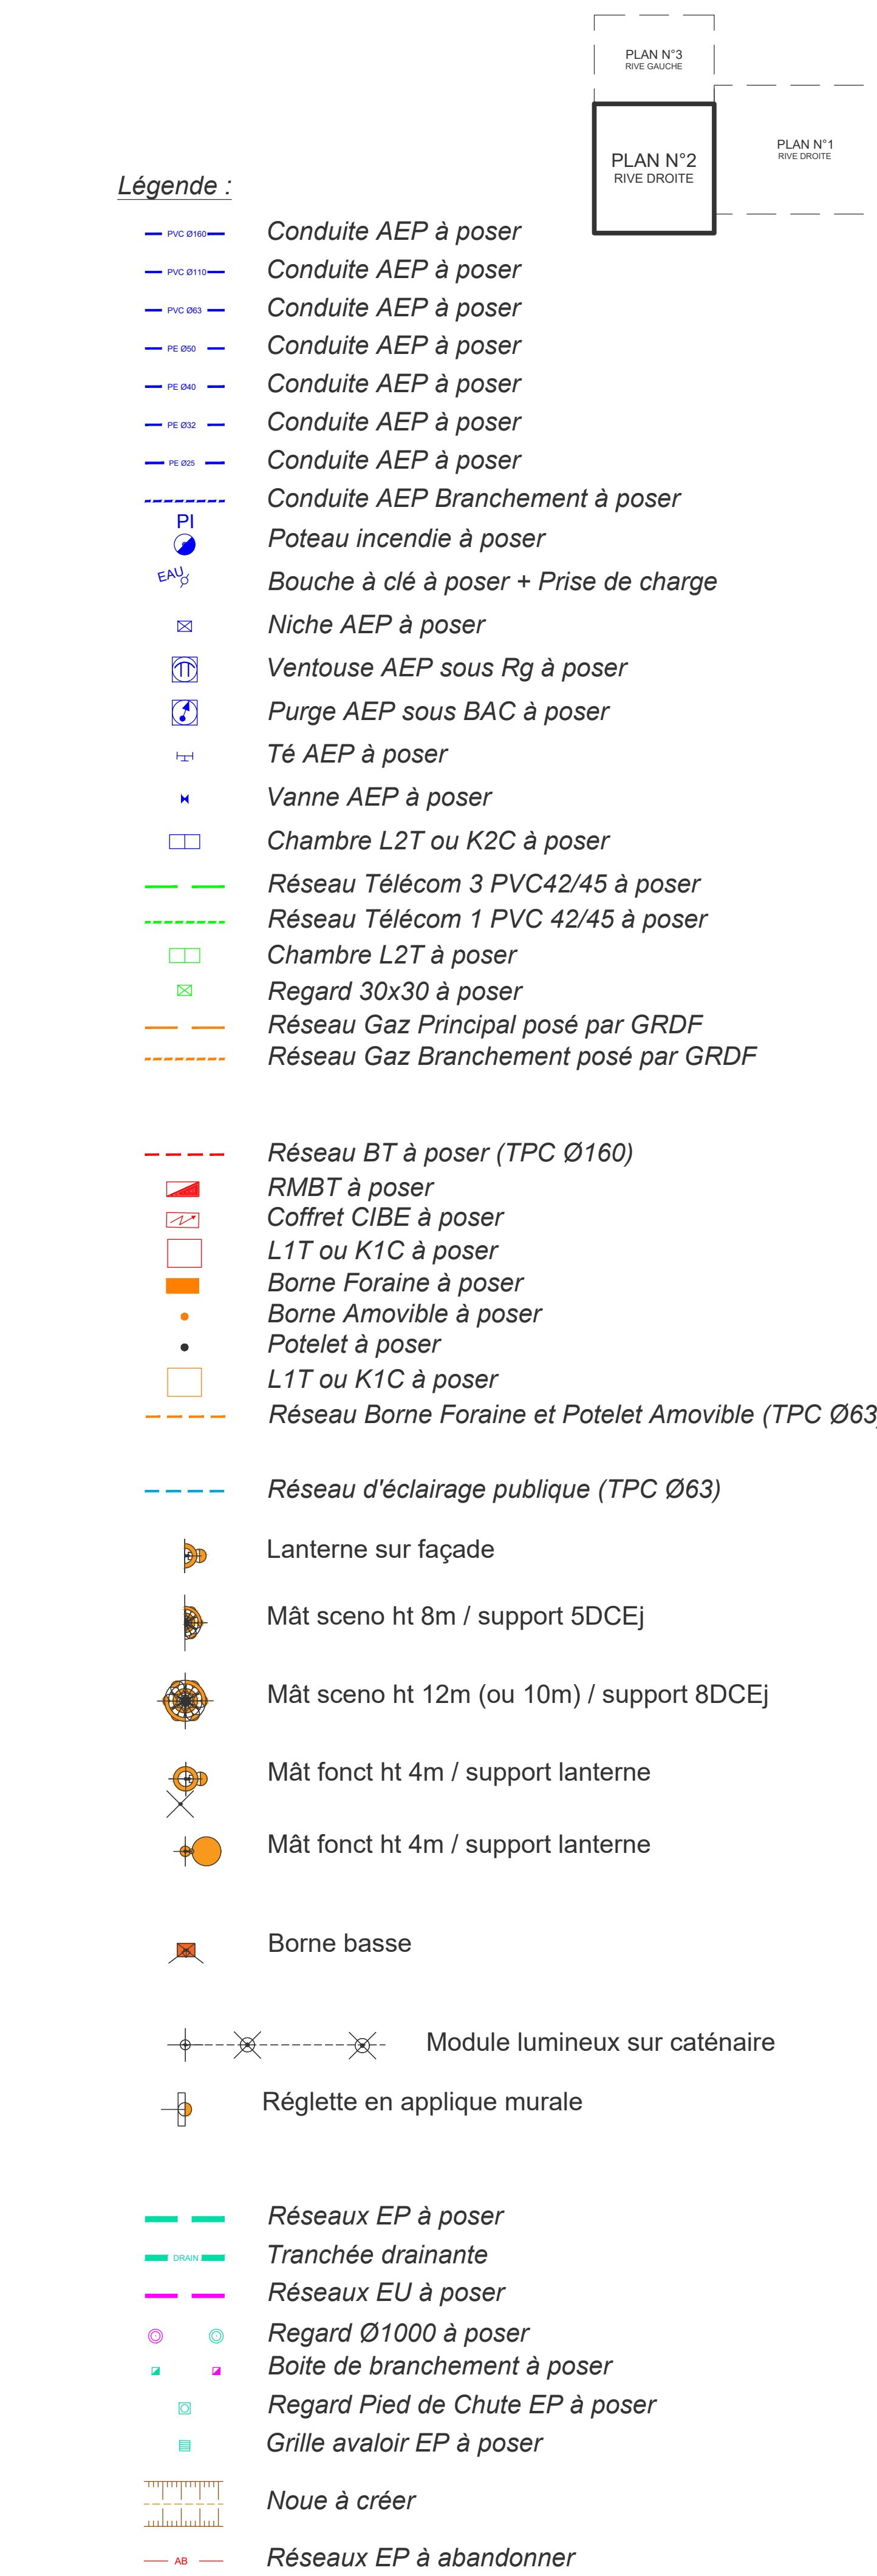 PLAN N°3
RIVE GAUCHE
PLAN N°1
RIVE DROITE
PLAN N°2
RIVE DROITE
Légende :
PVC Ø160 Conduite AEP à poser
PVC Ø110 Conduite AEP à poser
PVC Ø63 Conduite AEP à poser
PE Ø50 Conduite AEP à poser
PE Ø40 Conduite AEP à poser
PE Ø32 Conduite AEP à poser
PE Ø25 Conduite AEP à poser
Conduite AEP Branchement à poser
PI
Poteau incendie à poser
EAU Bouche à clé à poser + Prise de charge
Niche AEP à poser
Ventouse AEP sous Rg à poser
Purge AEP sous BAC à poser
Té AEP à poser
Vanne AEP à poser
Chambre L2T ou K2C à poser
Réseau Télécom 3 PVC42/45 à poser
Réseau Télécom 1 PVC 42/45 à poser
Chambre L2T à poser
Regard 30x30 à poser
Réseau Gaz Principal posé par GRDF
Réseau Gaz Branchement posé par GRDF
Réseau BT à poser (TPC Ø160)
RMBT à poser
Coffret CIBE à poser
L1T ou K1C à poser
Borne Foraine à poser
Borne Amovible à poser
Potelet à poser
L1T ou K1C à poser
Réseau Borne Foraine et Potelet Amovible (TPC Ø63)
Réseau d'éclairage publique (TPC Ø63)
Lanterne sur façade
Mât sceno ht 8m / support 5DCEj
Mât sceno ht 12m (ou 10m) / support 8DCEj
Mât fonct ht 4m / support lanterne
Mât fonct ht 4m / support lanterne
Borne basse
Module lumineux sur caténaire
Réglette en applique murale
Réseaux EP à poser
DRAIN Tranchée drainante
Réseaux EU à poser
Regard Ø1000 à poser
Boite de branchement à poser
Regard Pied de Chute EP à poser
Grille avaloir EP à poser
Noue à créer
AB Réseaux EP à abandonner